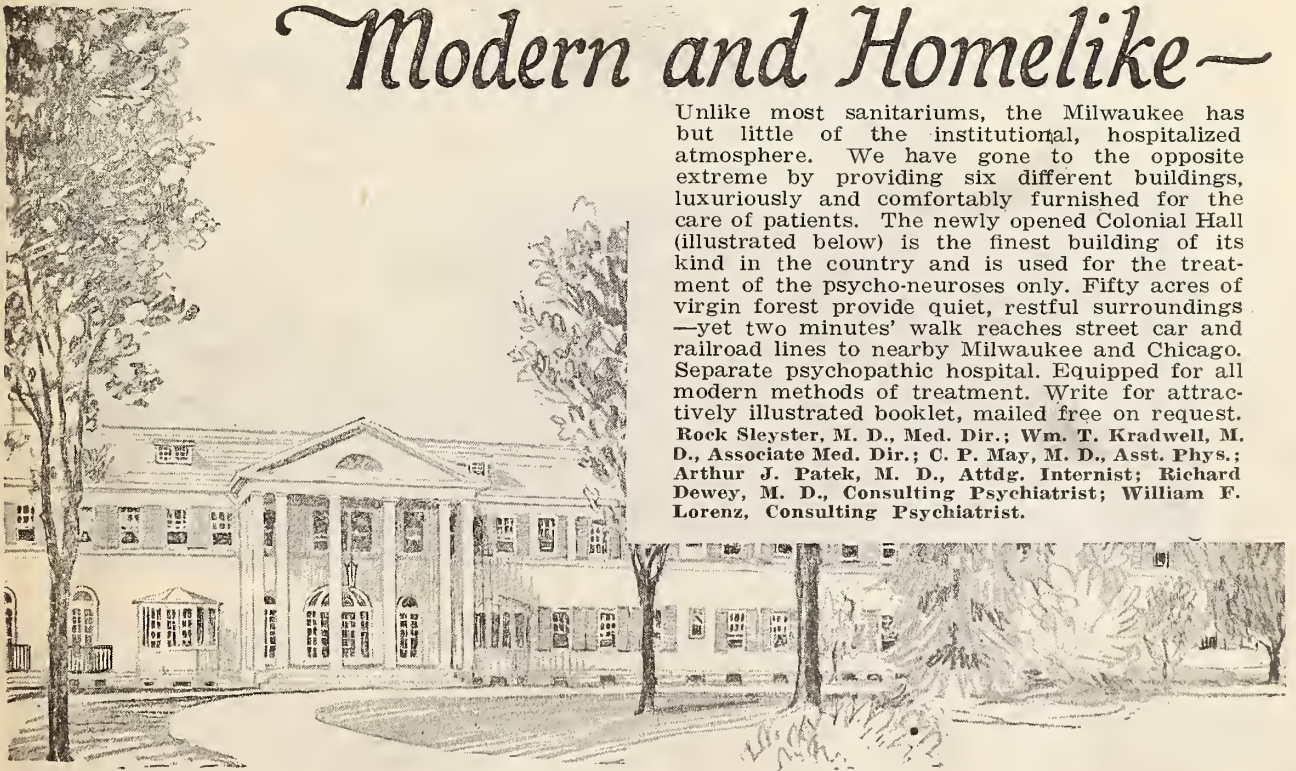 Modern and Homelike
Unlike most sanitariums, the Milwaukee has
but little of the institutional, hospitalized
atmosphere. We have gone to the opposite
extreme by providing six different buildings,
luxuriously and comfortably furnished for the
care of patients. The newly opened Colonial Hall
(illustrated below) is the finest building of its
kind in the country and is used for the treat-
ment of the psycho-neuroses only. Fifty acres of
virgin forest provide quiet, restful surroundings
—yet two minutes' walk reaches street car and
railroad lines to nearby Milwaukee and Chicago.
Separate psychopathic hospital. Equipped for all
modern methods of treatment. Write for attrac-
tively illustrated booklet, mailed free on request.
Rock Sleyster, M. D., Med. Dir.; Wm. T. Kradwell, M.
D., Associate Med. Dir.; C. P. May, M. D., Asst. Phys.;
Arthur J. Patek, M. D., Attdg. Internist; Richard
Dewey, M. D., Consulting Psychiatrist; William F.
Lorenz, Consulting Psychiatrist.